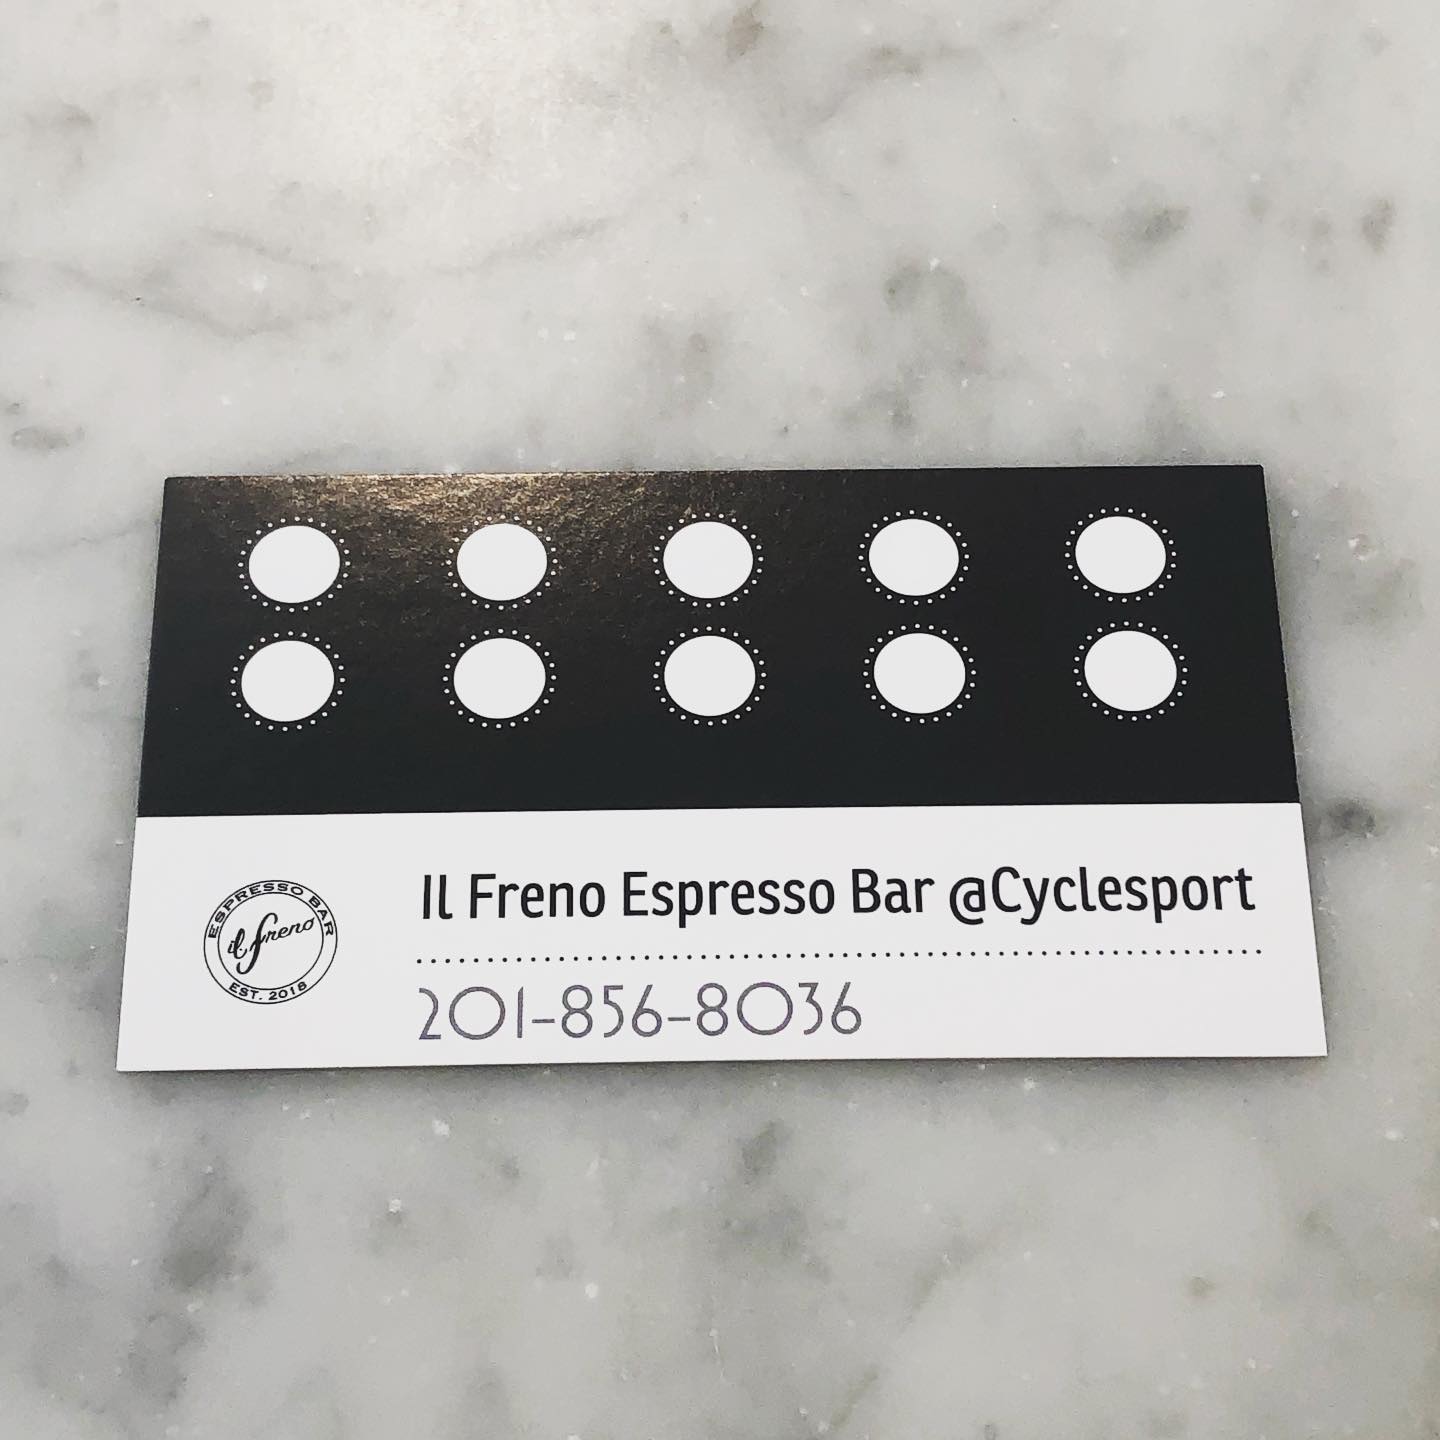 ESPRESSO BAR
il freno
EST. 2018
Il Freno Espresso Bar @Cyclesport
201-856-8036